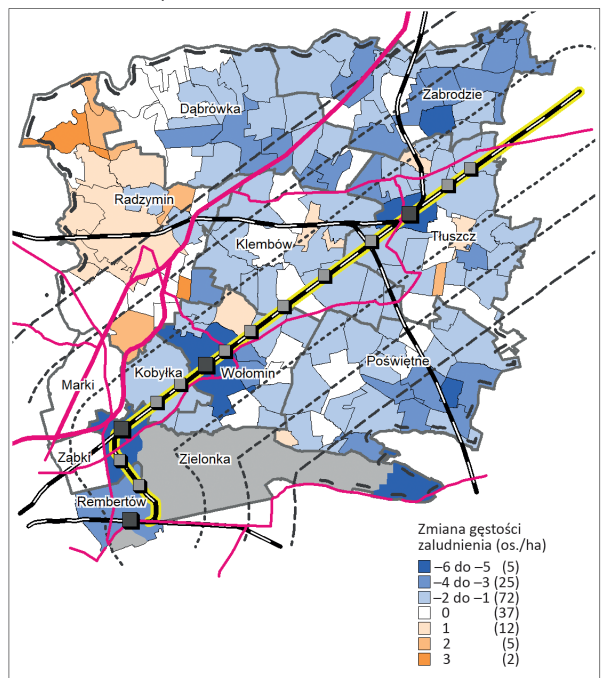 Dąbrówka
Zabrodzie
Radzymin
Klembów
Tłuszcz
Marki
Kobyłka
Wołomin
Poświętne
Ząbki
Zielonka
Rembertów
Zmiana gęstości
zaludnienia (os./ha)
–6 do –5 (5)
–4 do –3 (25)
–2 do –1 (72)
0 (37)
1 (12)
2 (5)
3 (2)